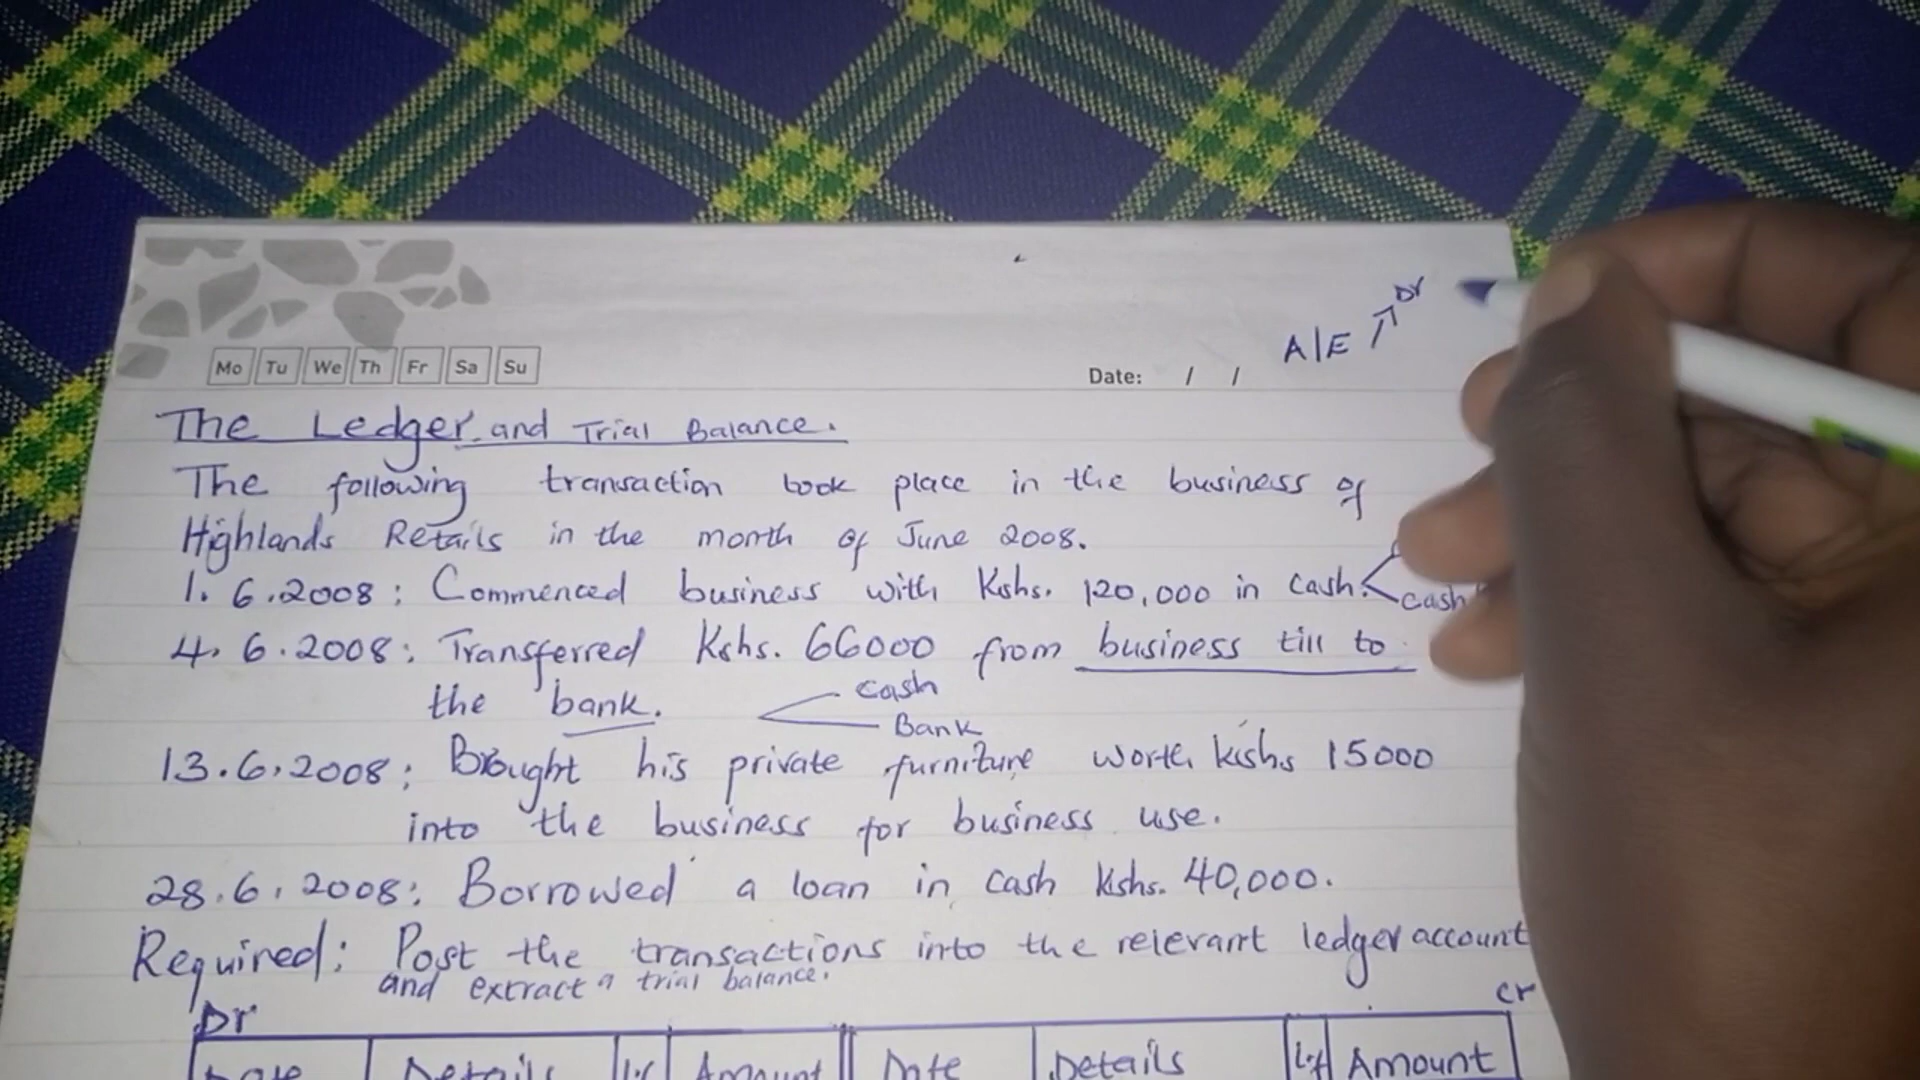 Dr
A/E
Mo Tu We Th Fr Sa Su
Date: / /
The Ledger and Trial Balance.
The following transaction took place in the business of
Highlands Retails in the month of June 2008.
1. 6.2008: Commenced business with Kshs. 120,000 in cash.
cash
4. 6.2008: Transferred Kshs. 66000 from business till to
the bank.
cash
Bank
13.6.2008: Brought his private furniture worth kshs 15000
into the business for business use.
28.6.2008: Borrowed a loan in cash Kshs. 40,000.
Required: Post the transactions into the relevant ledger account
and extract a trial balance.
Dr Cr
Date Details L.f Amount Date Details L.f Amount